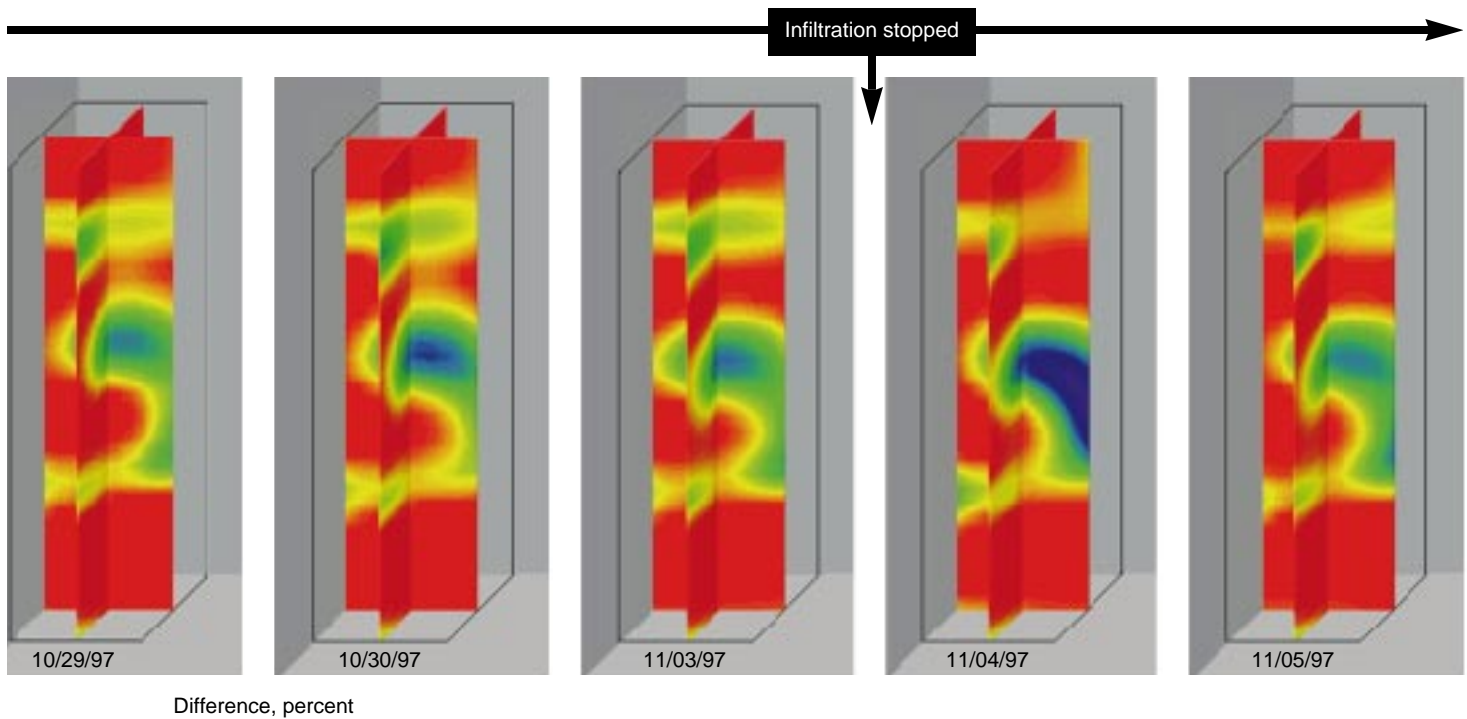 Infiltration stopped
10/29/97
10/30/97
11/03/97
11/04/97
11/05/97
Difference, percent